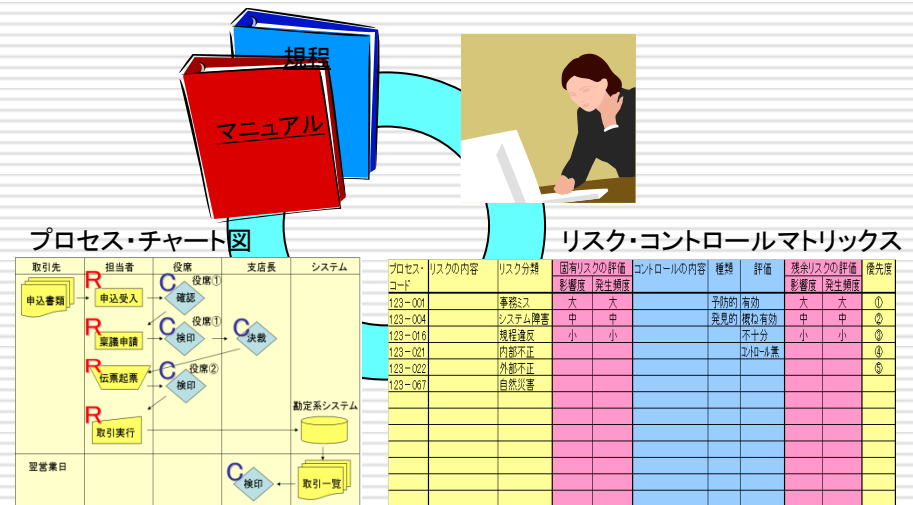 規程
マニュアル
プロセス・チャート図
リスク・コントロールマトリックス
取引先 担当者 役席 支店長 システム
申込書類 R 申込受入 C 役席① 確認
R 稟議申請 C 役席① 検印 C 決裁
R 伝票起票 C 役席② 検印
R 取引実行 勘定系システム
翌営業日 C 検印 取引一覧
プロセス・コード リスクの内容 リスク分類 固有リスクの評価 コントロールの内容 種類 評価 残余リスクの評価 優先度
影響度 発生頻度 影響度 発生頻度
123-001 事務ミス 大 大 予防的 有効 大 大 ①
123-004 システム障害 中 中 発見的 概ね有効 中 中 ②
123-016 規程違反 小 小 不十分 小 小 ③
123-021 内部不正 コントロール無 ④
123-022 外部不正 ⑤
123-067 自然災害